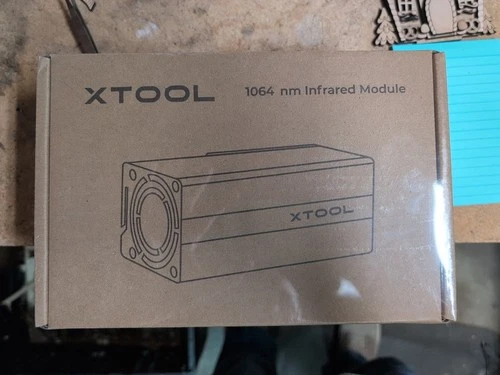 XTOOL 1064 nm Infrared Module
XTOOL